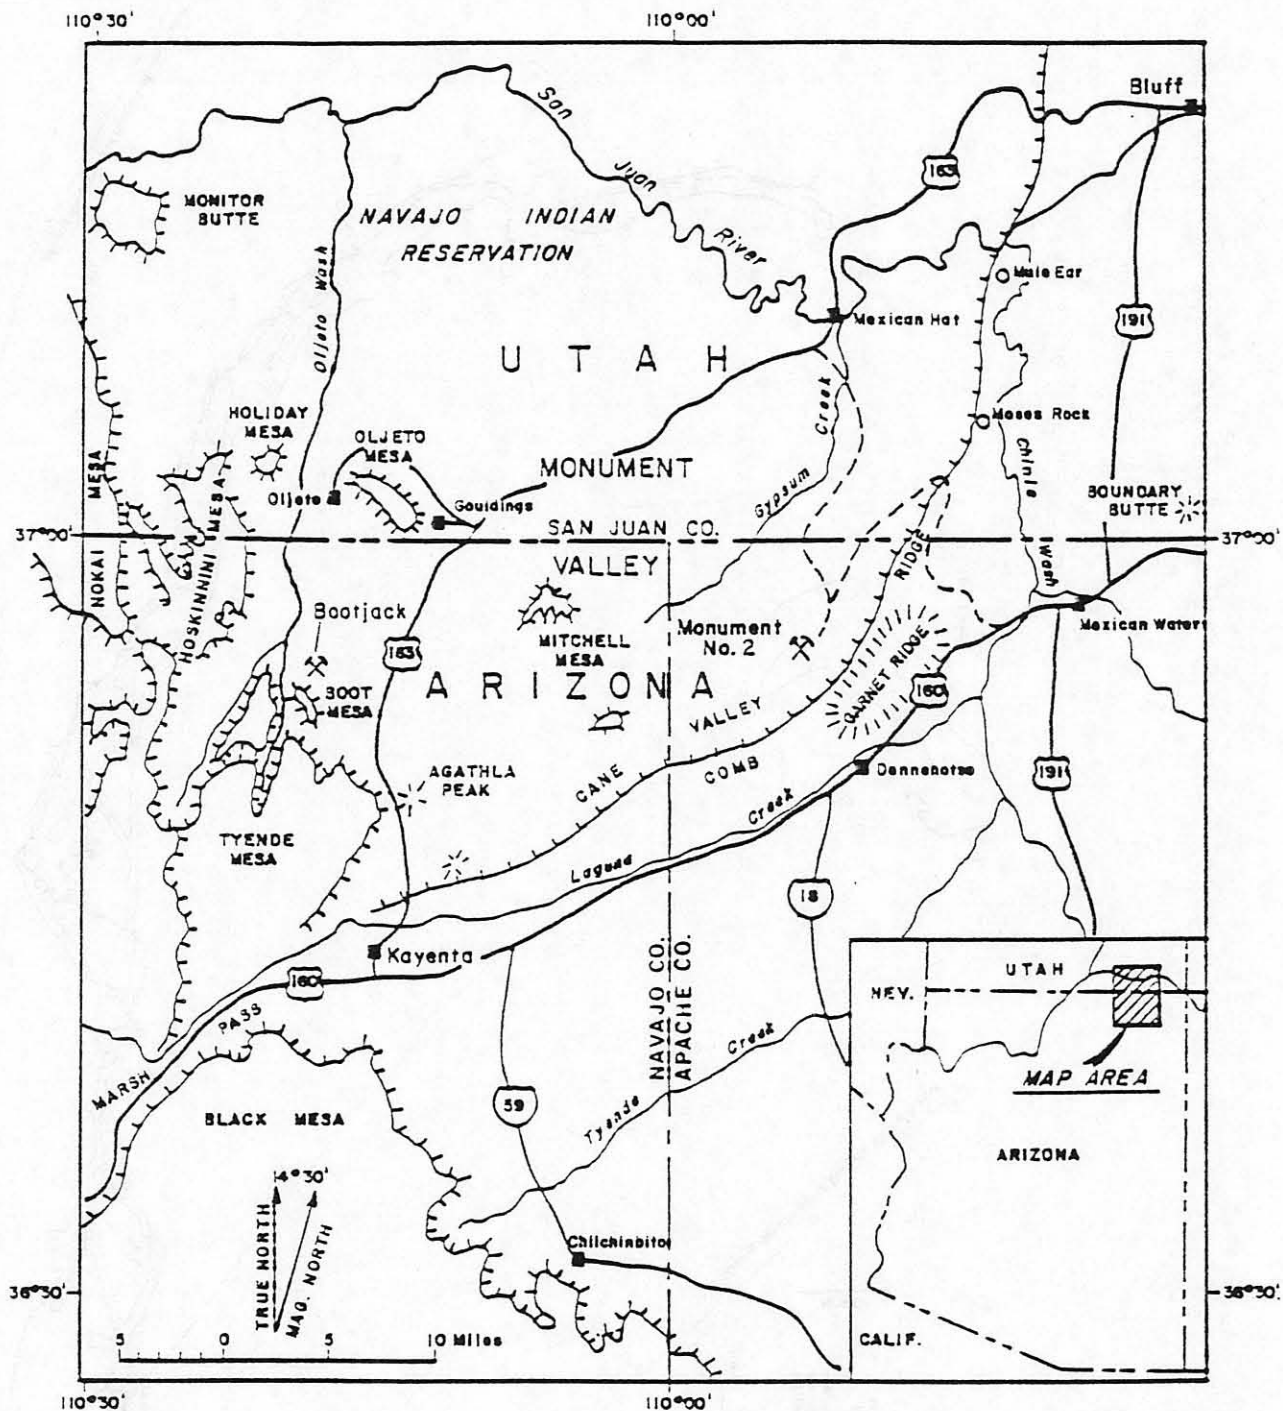 110°30'
110°00'
Bluff
San
Juan
River
163
MONITOR
BUTTE
NAVAJO INDIAN
RESERVATION
Oljeto Wash
Mule Ear
Mexican Hat
191
UTAH
Creek
Gypsum
HOLIDAY
MESA
OLJETO
MESA
Moses Rock
Chinle
Wash
MESA
NOKAI
HOSKINNINI MESA
Oljeto
Gouldings
MONUMENT
BOUNDARY
BUTTE
37°00'
SAN JUAN CO.
37°00'
VALLEY
RIDGE
Bootjack
163
MITCHELL
MESA
Monument
No. 2
Mexican Water
BOOT
MESA
ARIZONA
GARNET RIDGE
160
VALLEY
CANE
COMB
AGATHLA
PEAK
Dennehotso
191
TYENDE
MESA
Laguna
Creek
18
Kayenta
160
NAVAJO CO.
APACHE CO.
MARSH
PASS
59
Tyende
Creek
BLACK MESA
Chilchinbito
UTAH
NEV.
MAP AREA
ARIZONA
CALIF.
14°30'
TRUE NORTH
MAG. NORTH
36°30'
36°30'
5 0 5 10 Miles
110°30'
110°00'